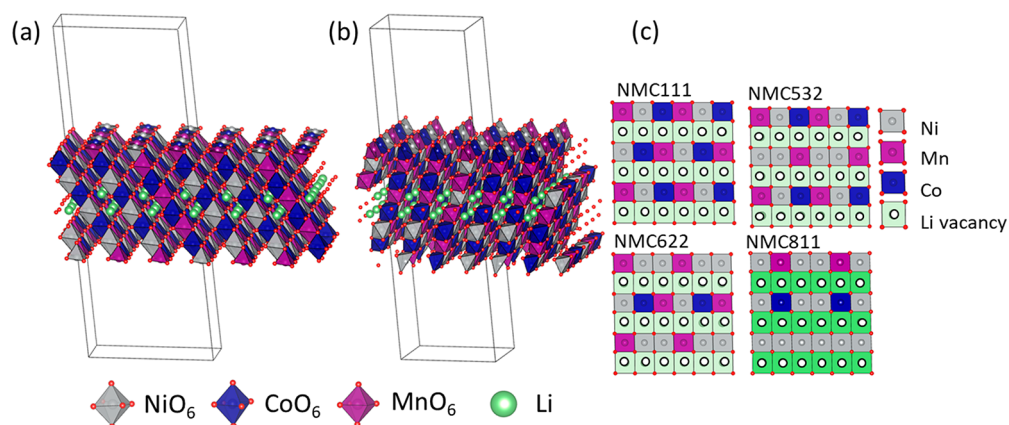 (a)
(b)
(c)
NMC111
NMC532
Ni
Mn
Co
Li vacancy
NMC622
NMC811
NiO6
CoO6
MnO6
Li